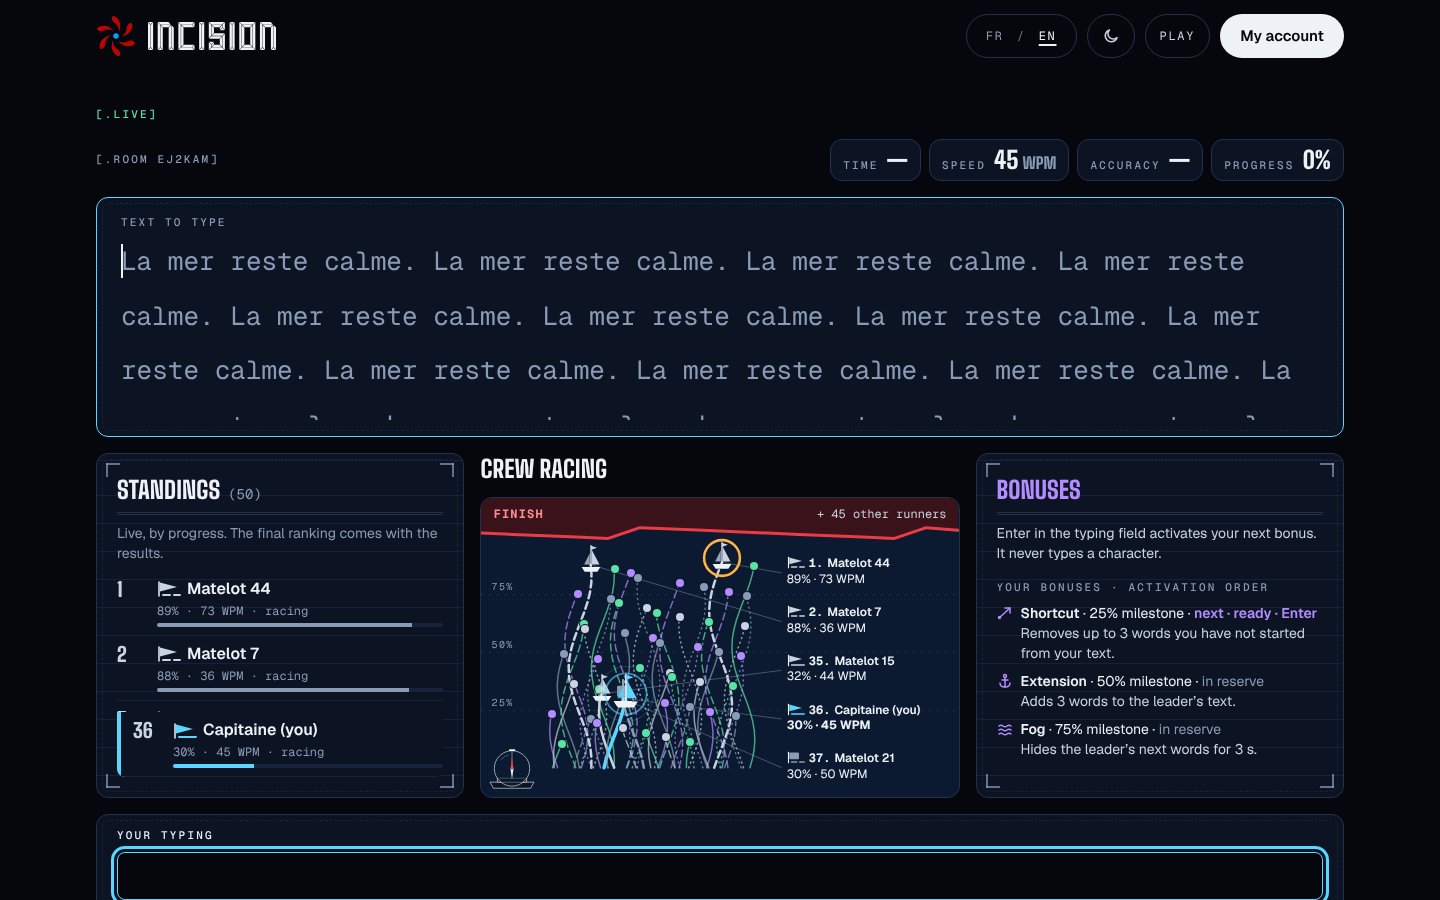 INCISION
FR / EN
PLAY
My account
[.LIVE]
[.ROOM EJ2KAM]
TIME —
SPEED 45 WPM
ACCURACY —
PROGRESS 0%
TEXT TO TYPE
La mer reste calme. La mer reste calme. La mer reste calme. La mer reste
calme. La mer reste calme. La mer reste calme. La mer reste calme. La mer
reste calme. La mer reste calme. La mer reste calme. La mer reste calme. La
STANDINGS (50)
Live, by progress. The final ranking comes with the
results.
1 Matelot 44
89% · 73 WPM · racing
2 Matelot 7
88% · 36 WPM · racing
36 Capitaine (you)
30% · 45 WPM · racing
CREW RACING
FINISH
+ 45 other runners
75%
50%
25%
1. Matelot 44
89% · 73 WPM
2. Matelot 7
88% · 36 WPM
35. Matelot 15
32% · 44 WPM
36. Capitaine (you)
30% · 45 WPM
37. Matelot 21
30% · 50 WPM
BONUSES
Enter in the typing field activates your next bonus.
It never types a character.
YOUR BONUSES · ACTIVATION ORDER
Shortcut · 25% milestone · next · ready · Enter
Removes up to 3 words you have not started
from your text.
Extension · 50% milestone · in reserve
Adds 3 words to the leader's text.
Fog · 75% milestone · in reserve
Hides the leader's next words for 3 s.
YOUR TYPING